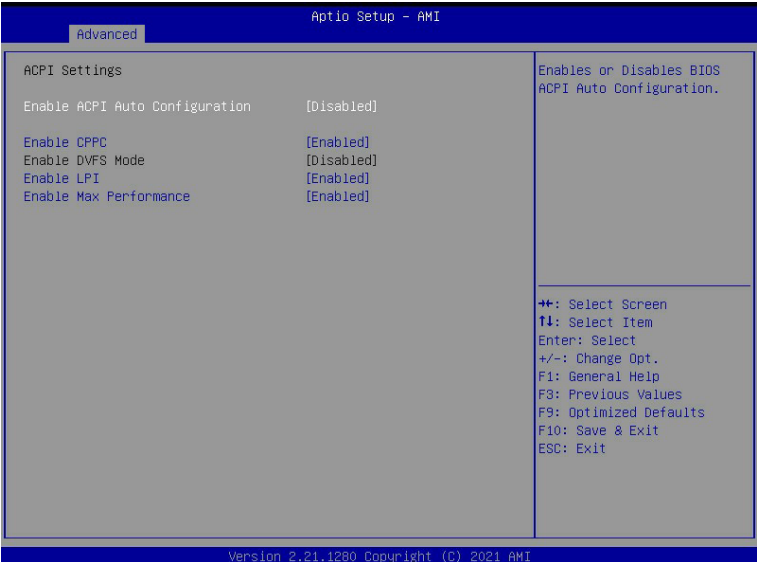 Aptio Setup – AMI
Advanced
ACPI Settings
Enable ACPI Auto Configuration [Disabled]
Enable CPPC [Enabled]
Enable DVFS Mode [Disabled]
Enable LPI [Enabled]
Enable Max Performance [Enabled]
Enables or Disables BIOS
ACPI Auto Configuration.
→←: Select Screen
↑↓: Select Item
Enter: Select
+/-: Change Opt.
F1: General Help
F3: Previous Values
F9: Optimized Defaults
F10: Save & Exit
ESC: Exit
Version 2.21.1280 Copyright (C) 2021 AMI